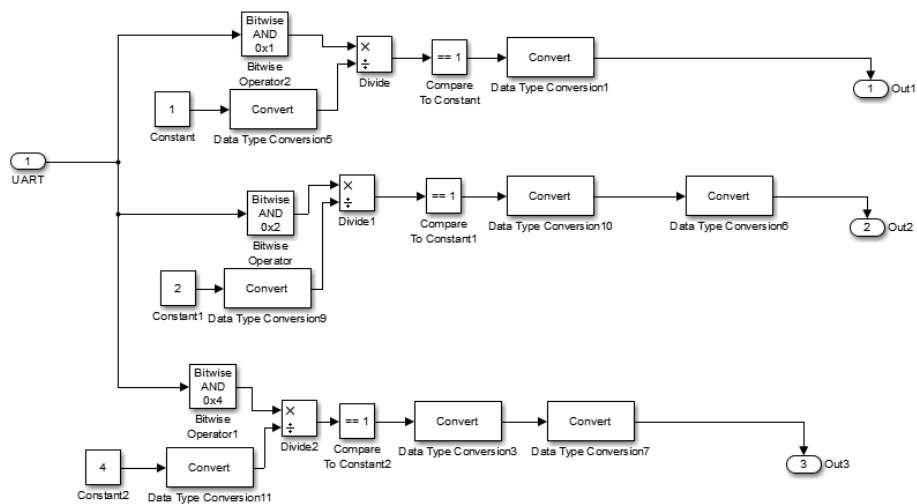 Bitwise
AND
0x1
Bitwise
Operator2
×
÷
Divide
== 1
Compare
To Constant
Convert
Data Type Conversion1
1
Out1
1
Constant
Convert
Data Type Conversion5
1
UART
Bitwise
AND
0x2
Bitwise
Operator
×
÷
Divide1
== 1
Compare
To Constant1
Convert
Data Type Conversion10
Convert
Data Type Conversion6
2
Out2
2
Constant1
Convert
Data Type Conversion9
Bitwise
AND
0x4
Bitwise
Operator1
×
÷
Divide2
== 1
Compare
To Constant2
Convert
Data Type Conversion3
Convert
Data Type Conversion7
3
Out3
4
Constant2
Convert
Data Type Conversion11